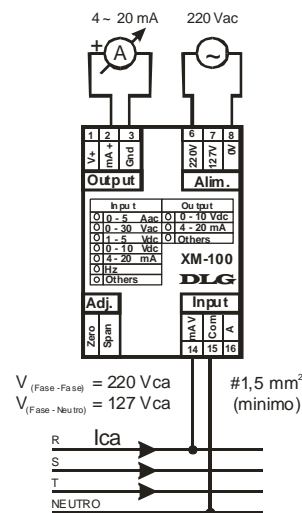 4 ~ 20 mA
220 Vac
+
A
~
1 2 3
6 7 8
V+ mA + Gnd
220V 127V 0V
Output
Alim.
Input
Output
0 - 5 Aac
0 - 10 Vdc
0 - 30 Vac
4 - 20 mA
1 - 5 Vdc
Others
0 - 10 Vdc
4 - 20 mA
Hz
Others
XM-100
DLG
Adj.
Input
Zero Span
mA V Com A
14 15 16
V (Fase-Fase) = 220 Vca
#1,5 mm²
V (Fase-Neutro) = 127 Vca
(minimo)
R Ica
S
T
NEUTRO